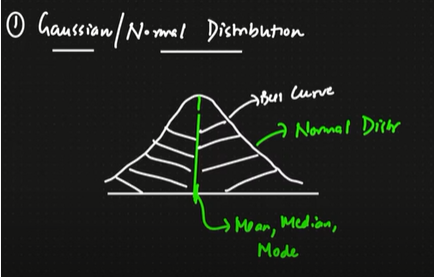 ① Gaussian/Normal Distribution
Bell Curve
Normal Distr
Mean, Median,
Mode